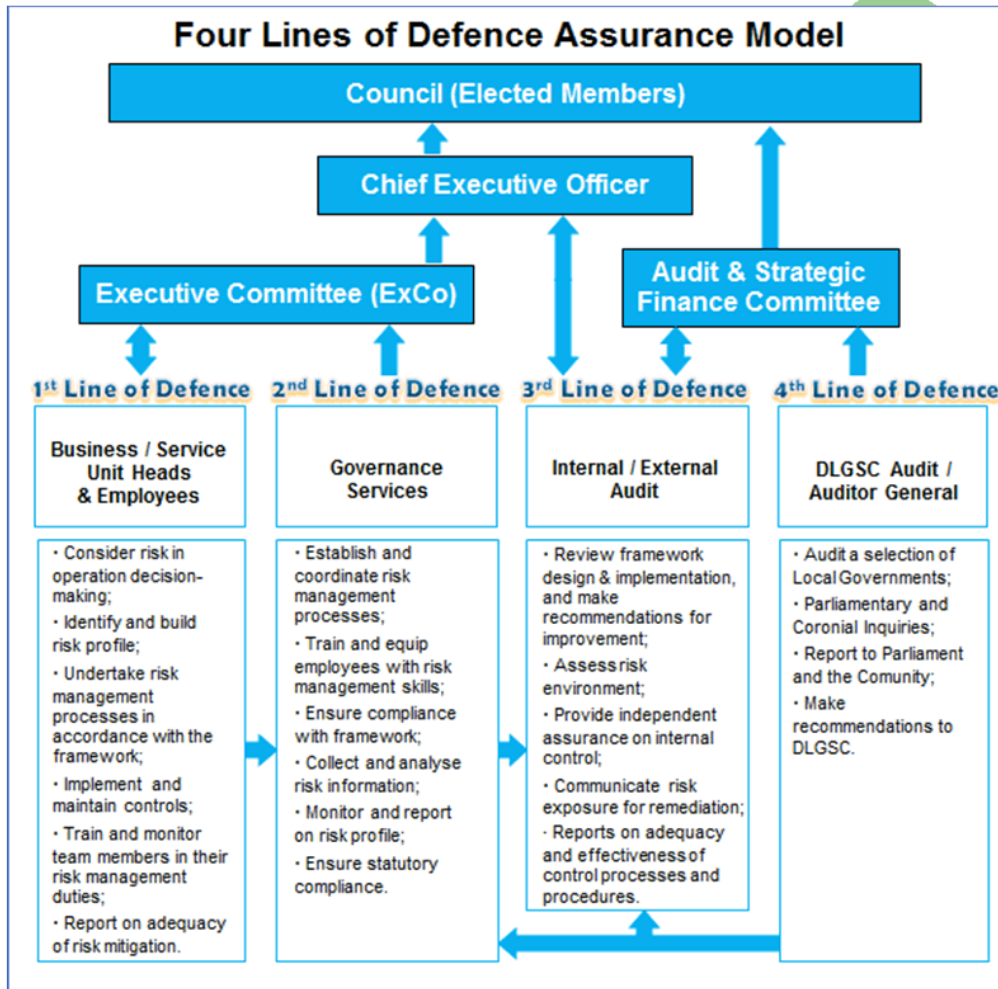 Four Lines of Defence Assurance Model
Council (Elected Members)
Chief Executive Officer
Executive Committee (ExCo)
Audit & Strategic
Finance Committee
1st Line of Defence
Business / Service
Unit Heads
& Employees
· Consider risk in
operation decision-
making;
· Identify and build
risk profile;
· Undertake risk
management
processes in
accordance with the
framework;
· Implement and
maintain controls;
· Train and monitor
team members in their
risk management
duties;
· Report on adequacy
of risk mitigation.
2nd Line of Defence
Governance
Services
· Establish and
coordinate risk
management
processes;
· Train and equip
employees with risk
management skills;
· Ensure compliance
with framework;
· Collect and analyse
risk information;
· Monitor and report
on risk profile;
· Ensure statutory
compliance.
3rd Line of Defence
Internal / External
Audit
· Review framework
design & implementation,
and make
recommendations for
improvement;
· Assess risk
environment;
· Provide independent
assurance on internal
control;
· Communicate risk
exposure for remediation;
· Reports on adequacy
and effectiveness of
control processes and
procedures.
4th Line of Defence
DLGSC Audit /
Auditor General
· Audit a selection of
Local Governments;
· Parliamentary and
Coronial Inquiries;
· Report to Parliament
and the Comunity;
· Make
recommendations to
DLGSC.